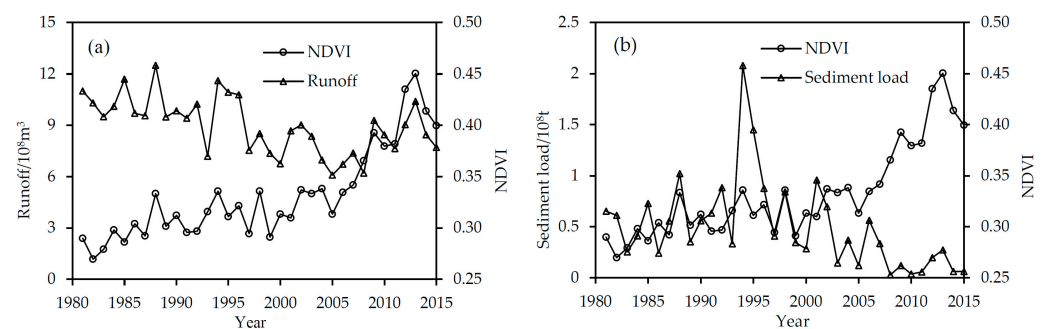 15
12
9
6
3
0
Runoff/10⁸m³
(a)
NDVI
Runoff
0.50
0.45
0.40
0.35
0.30
0.25
NDVI
1980 1985 1990 1995 2000 2005 2010 2015
Year
2.5
2
1.5
1
0.5
0
Sediment load/10⁸t
(b)
NDVI
Sediment load
0.50
0.45
0.40
0.35
0.30
0.25
NDVI
1980 1985 1990 1995 2000 2005 2010 2015
Year